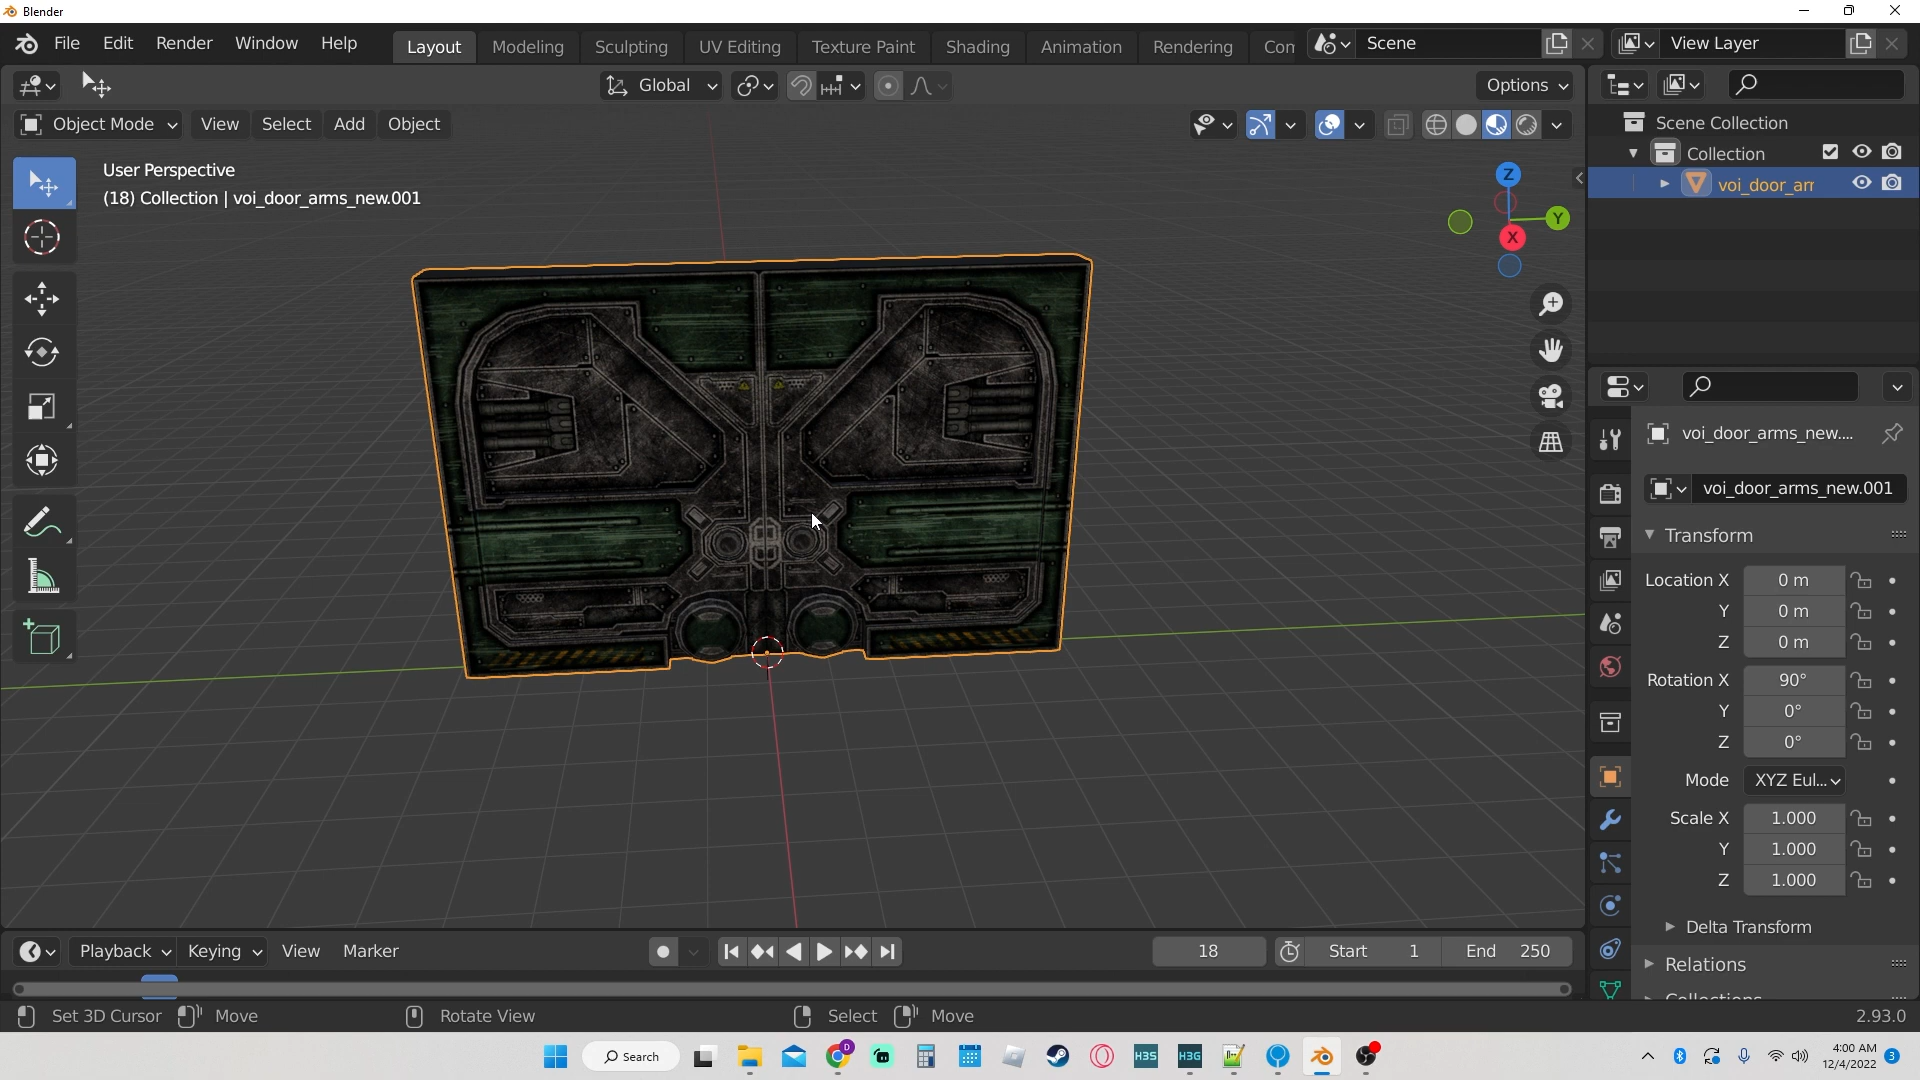 Blender
File Edit Render Window Help
Layout Modeling Sculpting UV Editing Texture Paint Shading Animation Rendering Con
Scene
View Layer
Global
Options
Object Mode View Select Add Object
User Perspective
(18) Collection | voi_door_arms_new.001
Z
Y
X
Scene Collection
Collection
voi_door_arr
voi_door_arms_new....
voi_door_arms_new.001
Transform
Location X 0 m
Y 0 m
Z 0 m
Rotation X 90°
Y 0°
Z 0°
Mode XYZ Eul...
Scale X 1.000
Y 1.000
Z 1.000
Delta Transform
Relations
Collections
Playback Keying View Marker
18
Start 1
End 250
Set 3D Cursor Move Rotate View Select Move
2.93.0
Search
D
H3S
H3G
4:00 AM
12/4/2022
3